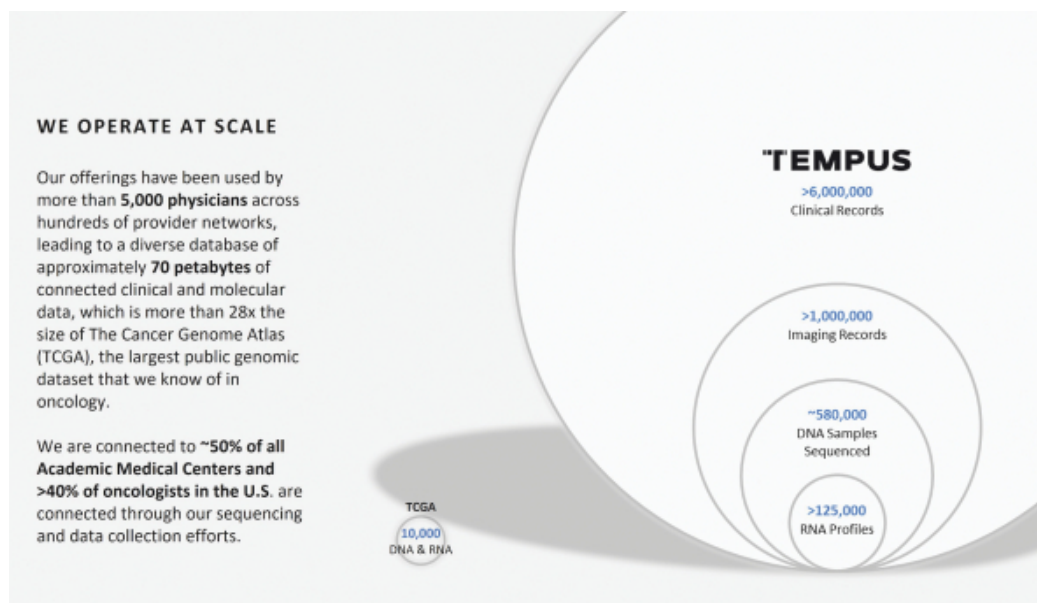 WE OPERATE AT SCALE
Our offerings have been used by
more than 5,000 physicians across
hundreds of provider networks,
leading to a diverse database of
approximately 70 petabytes of
connected clinical and molecular
data, which is more than 28x the
size of The Cancer Genome Atlas
(TCGA), the largest public genomic
dataset that we know of in
oncology.
We are connected to ~50% of all
Academic Medical Centers and
>40% of oncologists in the U.S. are
connected through our sequencing
and data collection efforts.
TCGA
10,000
DNA & RNA
TEMPUS
>6,000,000
Clinical Records
>1,000,000
Imaging Records
~580,000
DNA Samples
Sequenced
>125,000
RNA Profiles